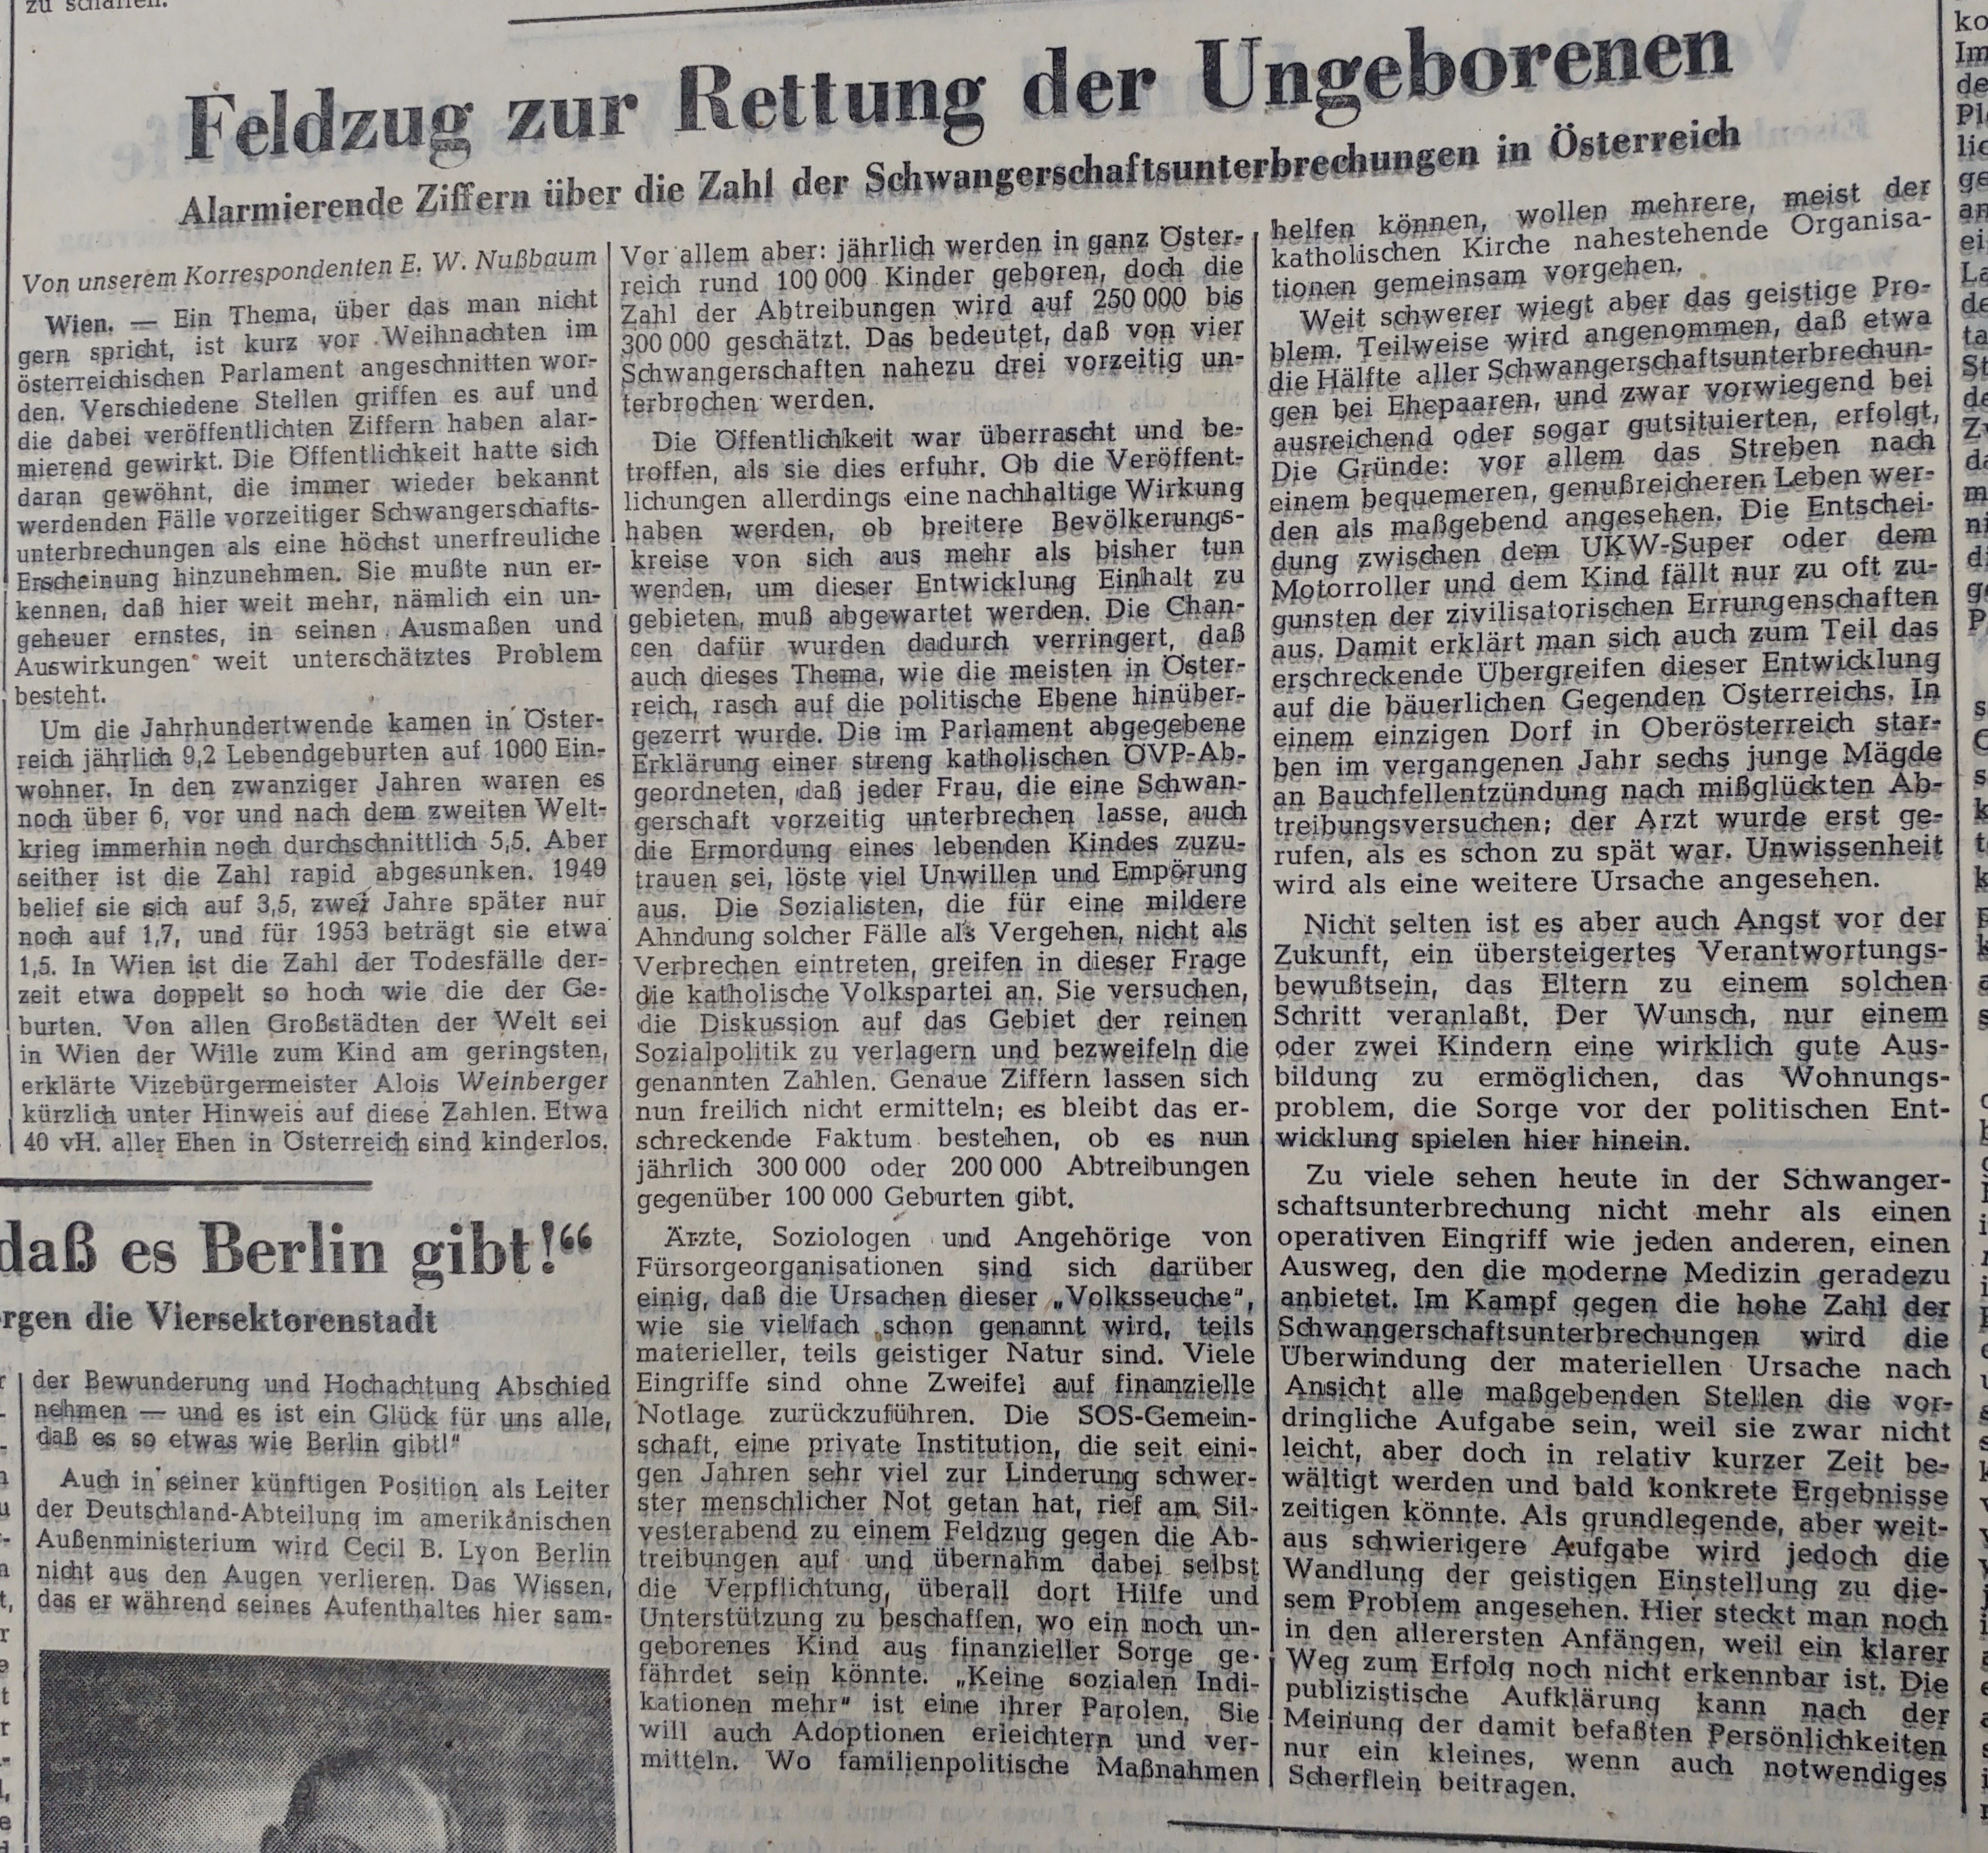 zu schaffen.
Feldzug zur Rettung der Ungeborenen
Alarmierende Ziffern über die Zahl der Schwangerschaftsunterbrechungen in Österreich
Von unserem Korrespondenten E. W. Nußbaum
Wien. — Ein Thema, über das man nicht
gern spricht, ist kurz vor Weihnachten im
österreichischen Parlament angeschnitten wor-
den. Verschiedene Stellen griffen es auf und
die dabei veröffentlichten Ziffern haben alar-
mierend gewirkt. Die Öffentlichkeit hatte sich
daran gewöhnt, die immer wieder bekannt
werdenden Fälle vorzeitiger Schwangerschafts-
unterbrechungen als eine höchst unerfreuliche
Erscheinung hinzunehmen. Sie mußte nun er-
kennen, daß hier weit mehr, nämlich ein un-
geheuer ernstes, in seinen Ausmaßen und
Auswirkungen weit unterschätztes Problem
besteht.
Um die Jahrhundertwende kamen in Öster-
reich jährlich 9,2 Lebendgeburten auf 1000 Ein-
wohner. In den zwanziger Jahren waren es
noch über 6, vor und nach dem zweiten Welt-
krieg immerhin noch durchschnittlich 5,5. Aber
seither ist die Zahl rapid abgesunken. 1949
belief sie sich auf 3,5, zwei Jahre später nur
noch auf 1,7, und für 1953 beträgt sie etwa
1,5. In Wien ist die Zahl der Todesfälle der-
zeit etwa doppelt so hoch wie die der Ge-
burten. Von allen Großstädten der Welt sei
in Wien der Wille zum Kind am geringsten,
erklärte Vizebürgermeister Alois Weinberger
kürzlich unter Hinweis auf diese Zahlen. Etwa
40 vH. aller Ehen in Österreich sind kinderlos.
Vor allem aber: jährlich werden in ganz Öster-
reich rund 100 000 Kinder geboren, doch die
Zahl der Abtreibungen wird auf 250 000 bis
300 000 geschätzt. Das bedeutet, daß von vier
Schwangerschaften nahezu drei vorzeitig un-
terbrochen werden.
Die Öffentlichkeit war überrascht und be-
troffen, als sie dies erfuhr. Ob die Veröffent-
lichungen allerdings eine nachhaltige Wirkung
haben werden, ob breitere Bevölkerungs-
kreise von sich aus mehr als bisher tun
werden, um dieser Entwicklung Einhalt zu
gebieten, muß abgewartet werden. Die Chan-
cen dafür wurden dadurch verringert, daß
auch dieses Thema, wie die meisten in Öster-
reich, rasch auf die politische Ebene hinüber-
gezerrt wurde. Die im Parlament abgegebene
Erklärung einer streng katholischen ÖVP-Ab-
geordneten, daß jeder Frau, die eine Schwan-
gerschaft vorzeitig unterbrechen lasse, auch
die Ermordung eines lebenden Kindes zuzu-
trauen sei, löste viel Unwillen und Empörung
aus. Die Sozialisten, die für eine mildere
Ahndung solcher Fälle als Vergehen, nicht als
Verbrechen eintreten, greifen in dieser Frage
die katholische Volkspartei an. Sie versuchen,
die Diskussion auf das Gebiet der reinen
Sozialpolitik zu verlagern und bezweifeln die
genannten Zahlen. Genaue Ziffern lassen sich
nun freilich nicht ermitteln; es bleibt das er-
schreckende Faktum bestehen, ob es nun
jährlich 300 000 oder 200 000 Abtreibungen
gegenüber 100 000 Geburten gibt.
Ärzte, Soziologen und Angehörige von
Fürsorgeorganisationen sind sich darüber
einig, daß die Ursachen dieser „Volksseuche",
wie sie vielfach schon genannt wird, teils
materieller, teils geistiger Natur sind. Viele
Eingriffe sind ohne Zweifel auf finanzielle
Notlage zurückzuführen. Die SOS-Gemein-
schaft, eine private Institution, die seit eini-
gen Jahren sehr viel zur Linderung schwer-
ster menschlicher Not getan hat, rief am Sil-
vesterabend zu einem Feldzug gegen die Ab-
treibungen auf und übernahm dabei selbst
die Verpflichtung, überall dort Hilfe und
Unterstützung zu beschaffen, wo ein noch un-
geborenes Kind aus finanzieller Sorge ge-
fährdet sein könnte. „Keine sozialen Indi-
kationen mehr" ist eine ihrer Parolen. Sie
will auch Adoptionen erleichtern und ver-
mitteln. Wo familienpolitische Maßnahmen
helfen können, wollen mehrere, meist der
katholischen Kirche nahestehende Organisa-
tionen gemeinsam vorgehen.
Weit schwerer wiegt aber das geistige Pro-
blem. Teilweise wird angenommen, daß etwa
die Hälfte aller Schwangerschaftsunterbrechun-
gen bei Ehepaaren, und zwar vorwiegend bei
ausreichend oder sogar gutsituierten, erfolgt,
Die Gründe: vor allem das Streben nach
einem bequemeren, genußreicheren Leben wer-
den als maßgebend angesehen. Die Entschei-
dung zwischen dem UKW-Super oder dem
Motorroller und dem Kind fällt nur zu oft zu-
gunsten der zivilisatorischen Errungenschaften
aus. Damit erklärt man sich auch zum Teil das
erschreckende Übergreifen dieser Entwicklung
auf die bäuerlichen Gegenden Österreichs. In
einem einzigen Dorf in Oberösterreich star-
ben im vergangenen Jahr sechs junge Mägde
an Bauchfellentzündung nach mißglückten Ab-
treibungsversuchen; der Arzt wurde erst ge-
rufen, als es schon zu spät war. Unwissenheit
wird als eine weitere Ursache angesehen.
Nicht selten ist es aber auch Angst vor der
Zukunft, ein übersteigertes Verantwortungs-
bewußtsein, das Eltern zu einem solchen
Schritt veranlaßt. Der Wunsch, nur einem
oder zwei Kindern eine wirklich gute Aus-
bildung zu ermöglichen, das Wohnungs-
problem, die Sorge vor der politischen Ent-
wicklung spielen hier hinein.
Zu viele sehen heute in der Schwanger-
schaftsunterbrechung nicht mehr als einen
operativen Eingriff wie jeden anderen, einen
Ausweg, den die moderne Medizin geradezu
anbietet. Im Kampf gegen die hohe Zahl der
Schwangerschaftsunterbrechungen wird die
Überwindung der materiellen Ursache nach
Ansicht alle maßgebenden Stellen die vor-
dringliche Aufgabe sein, weil sie zwar nicht
leicht, aber doch in relativ kurzer Zeit be-
wältigt werden und bald konkrete Ergebnisse
zeitigen könnte. Als grundlegende, aber weit-
aus schwierigere Aufgabe wird jedoch die
Wandlung der geistigen Einstellung zu die-
sem Problem angesehen. Hier steckt man noch
in den allerersten Anfängen, weil ein klarer
Weg zum Erfolg noch nicht erkennbar ist. Die
publizistische Aufklärung kann nach der
Meinung der damit befaßten Persönlichkeiten
nur ein kleines, wenn auch notwendiges
Scherflein beitragen.
daß es Berlin gibt!“
rgen die Viersektorenstadt
der Bewunderung und Hochachtung Abschied
nehmen — und es ist ein Glück für uns alle,
daß es so etwas wie Berlin gibt!"
Auch in seiner künftigen Position als Leiter
der Deutschland-Abteilung im amerikanischen
Außenministerium wird Cecil B. Lyon Berlin
nicht aus den Augen verlieren. Das Wissen,
das er während seines Aufenthaltes hier sam-